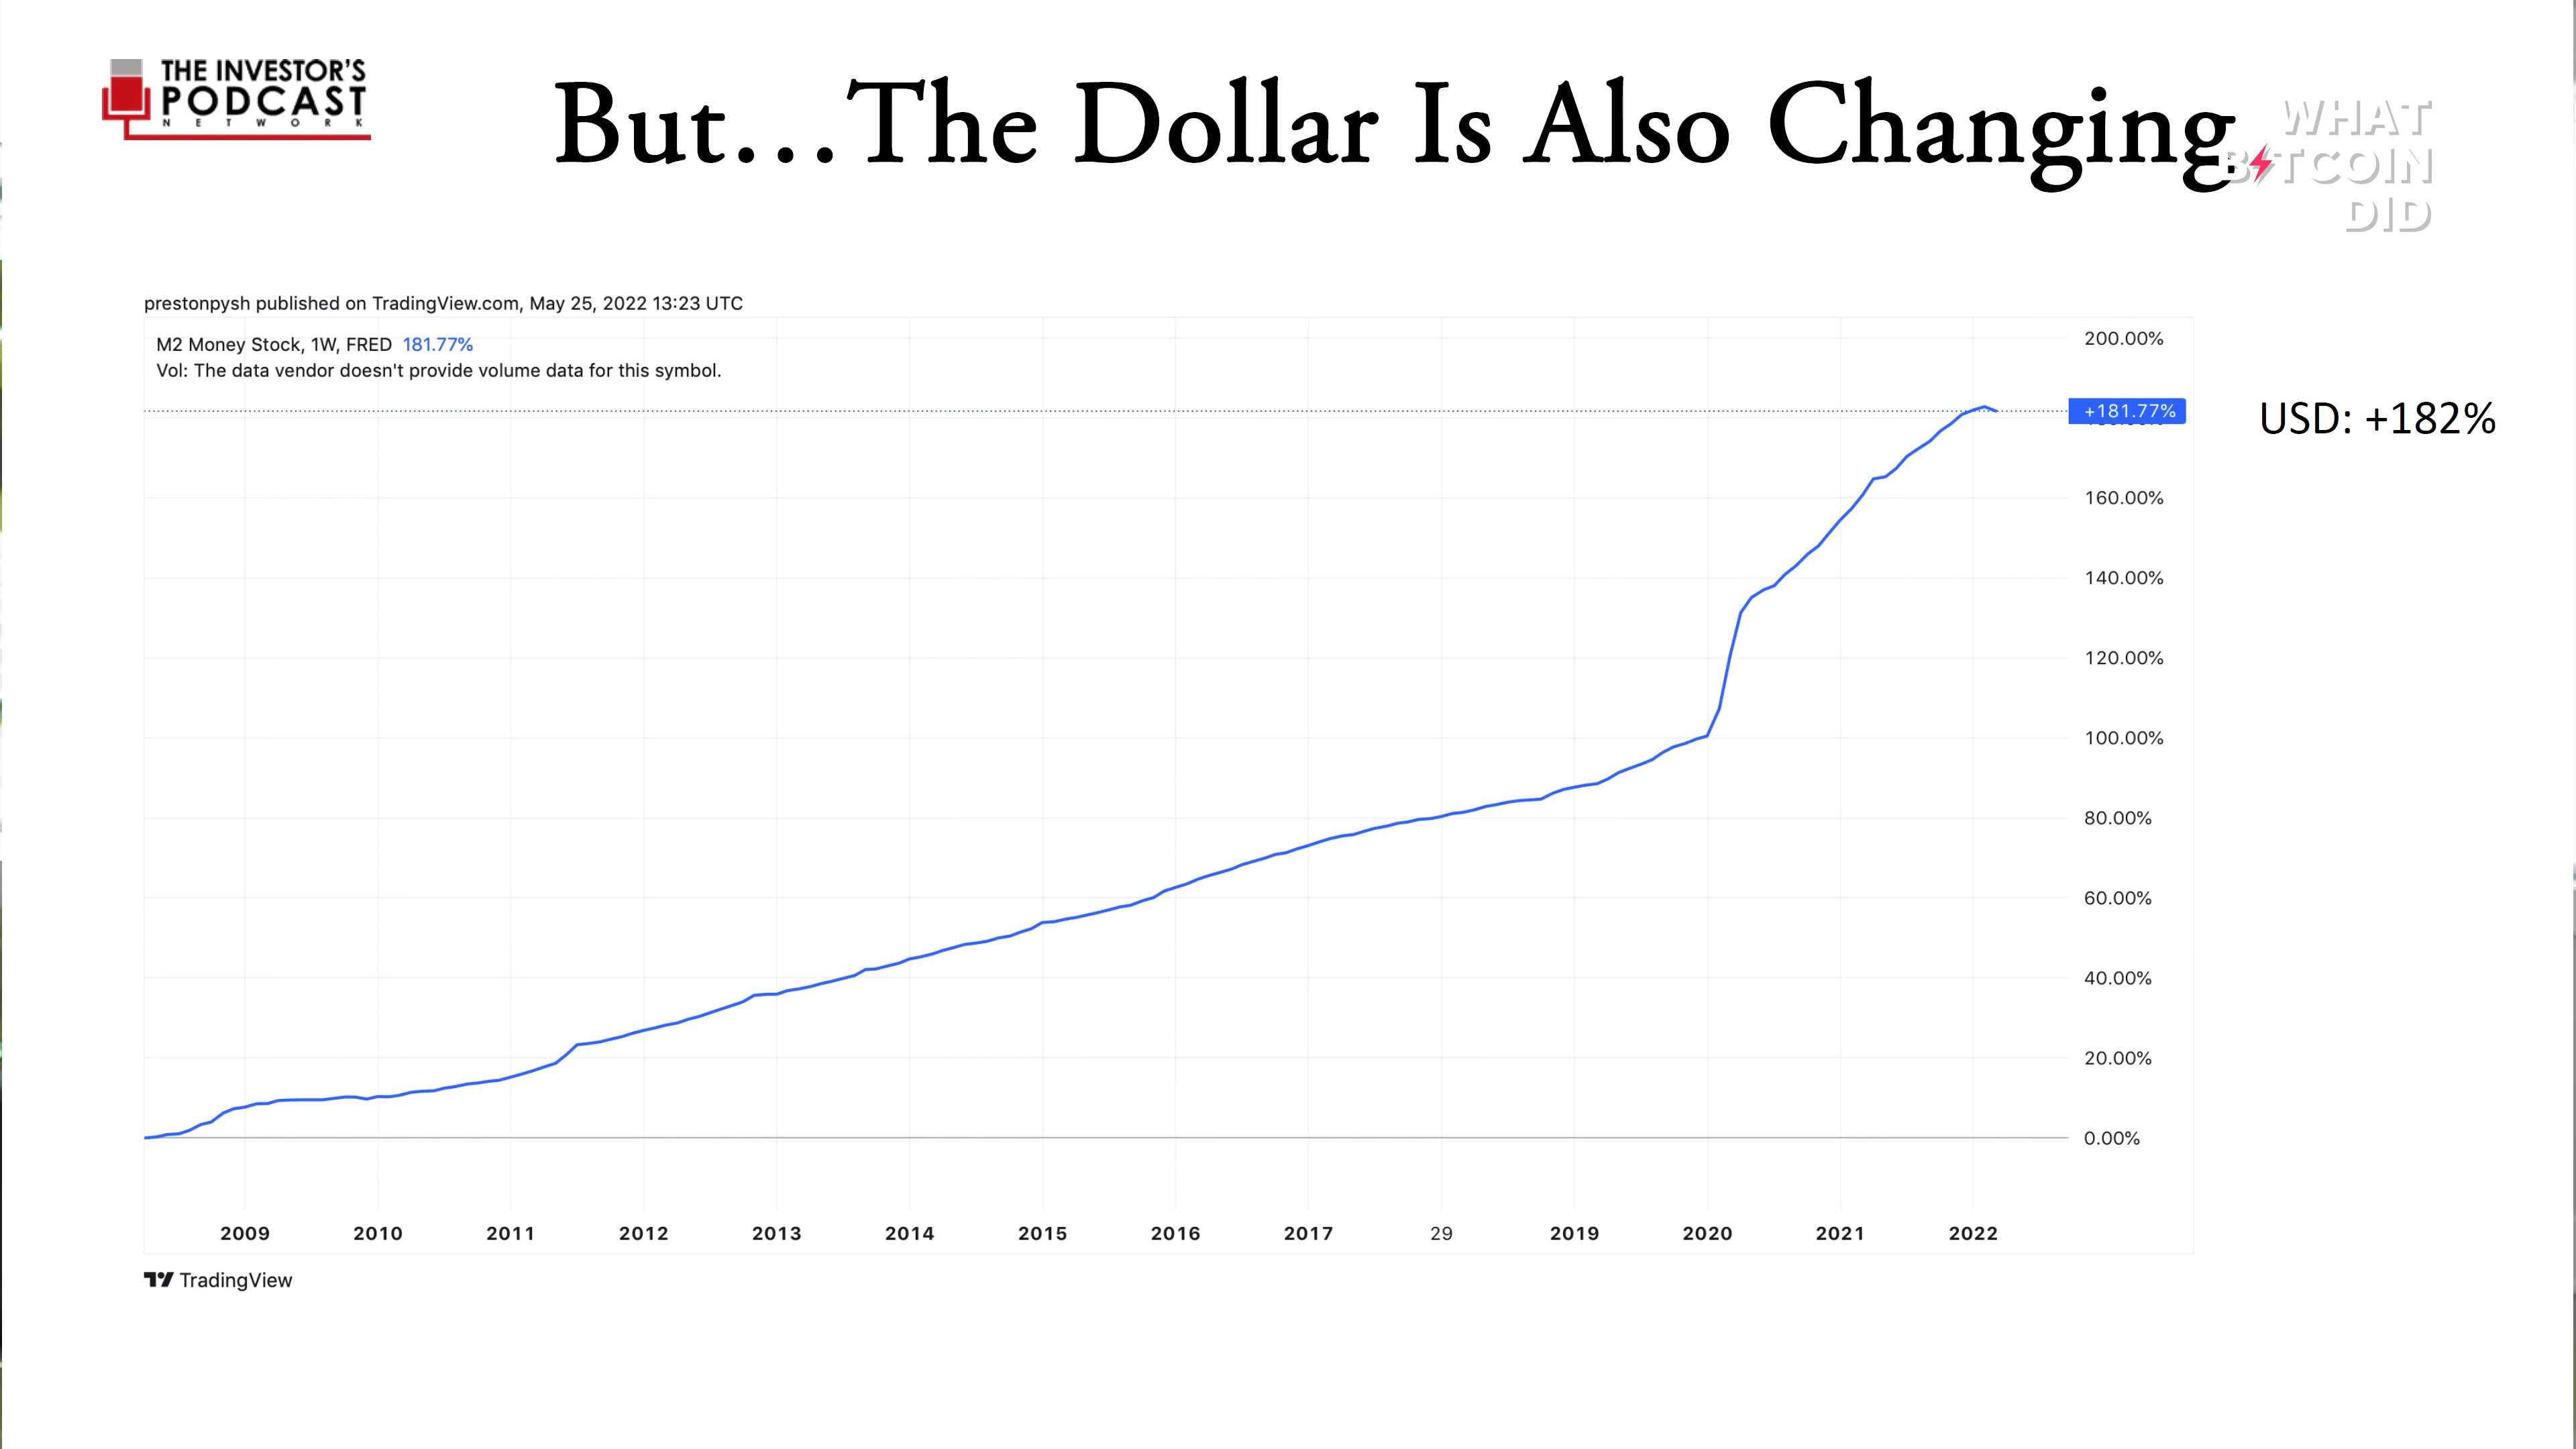 THE INVESTOR'S
PODCAST
NETWORK
But...The Dollar Is Also Changing
WHAT
BITCOIN
DID
prestonpysh published on TradingView.com, May 25, 2022 13:23 UTC
M2 Money Stock, 1W, FRED 181.77%
Vol: The data vendor doesn't provide volume data for this symbol.
200.00%
+181.77%
USD: +182%
160.00%
140.00%
120.00%
100.00%
80.00%
60.00%
40.00%
20.00%
0.00%
2009 2010 2011 2012 2013 2014 2015 2016 2017 29 2019 2020 2021 2022
TradingView